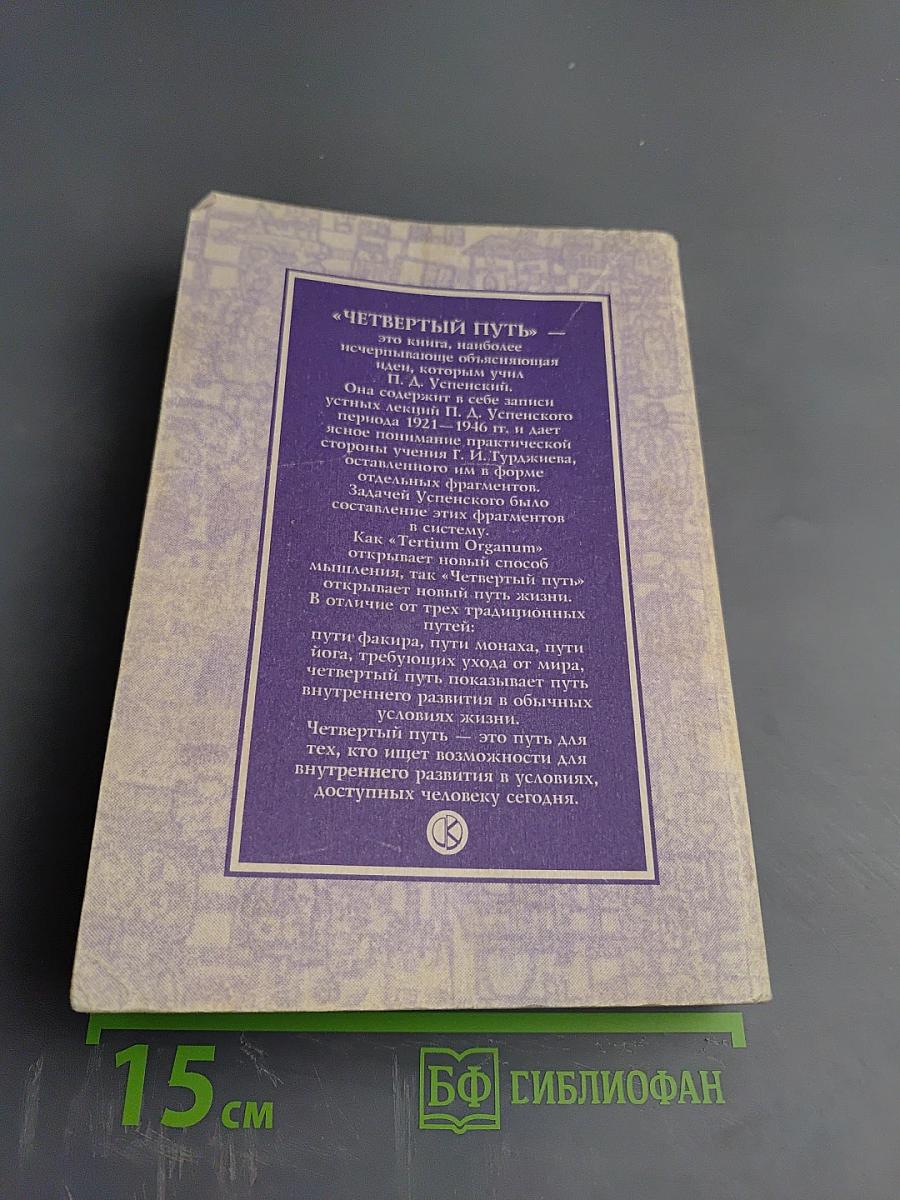 «ЧЕТВЕРТЫЙ ПУТЬ» —
это книга, наиболее
исчерпывающе объясняющая
идеи, которым учил
П. Д. Успенский.
Она содержит в себе записи
устных лекций П. Д. Успенского
периода 1921—1946 гг. и дает
ясное понимание практической
стороны учения Г. И. Гурджиева,
оставленного им в форме
отдельных фрагментов.
Задачей Успенского было
составление этих фрагментов
в систему.
Как «Tertium Organum»
открывает новый способ
мышления, так «Четвертый путь»
открывает новый путь жизни.
В отличие от трех традиционных
путей:
пути факира, пути монаха, пути
йога, требующих ухода от мира,
четвертый путь показывает путь
внутреннего развития в обычных
условиях жизни.
Четвертый путь — это путь для
тех, кто ищет возможности для
внутреннего развития в условиях,
доступных человеку сегодня.
15 см
БФ БИБЛИОФАН